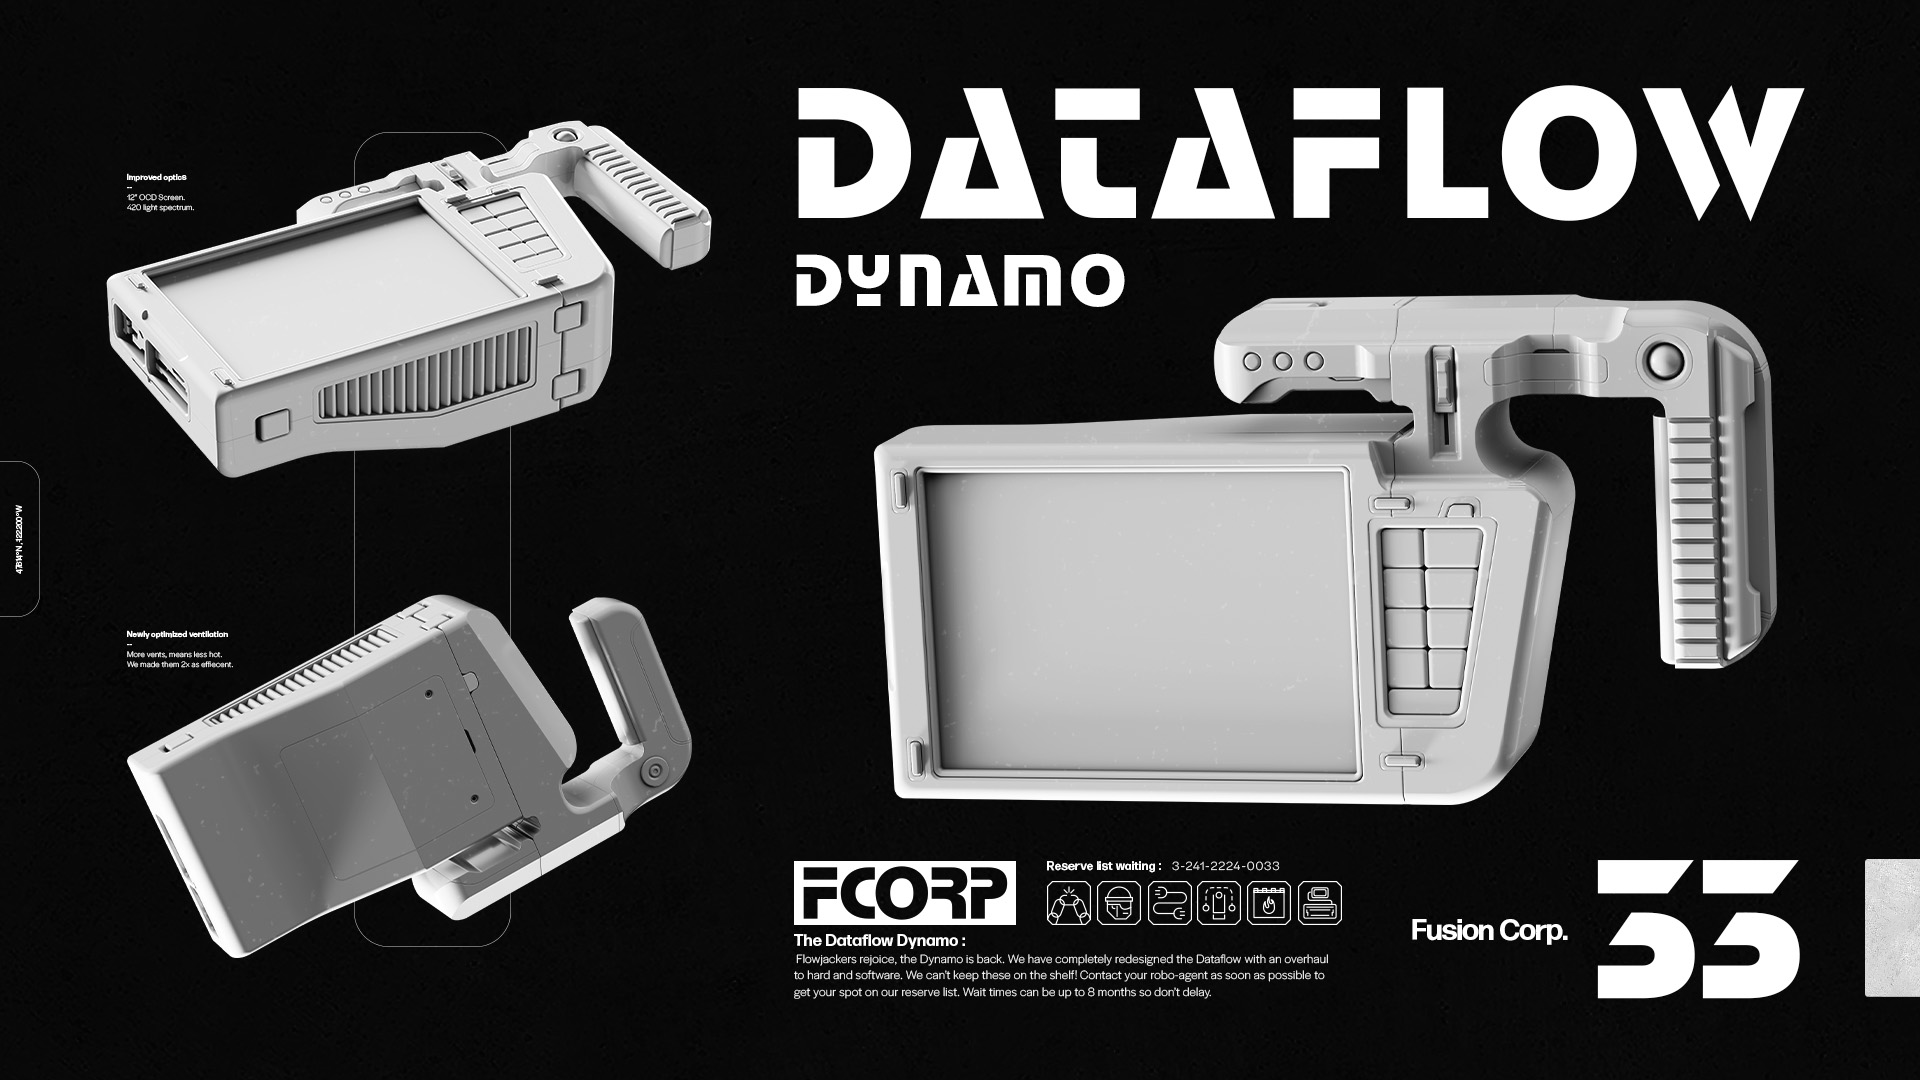 DATAFLOW
DYNAMO
Improved optics
--
12" OCD Screen.
420 light spectrum.
Newly optimized ventilation
--
More vents, means less hot.
We made them 2x as effiecent.
FCORP
Reserve list waiting : 3-241-2224-0033
The Dataflow Dynamo :
Flowjackers rejoice, the Dynamo is back. We have completely redesigned the Dataflow with an overhaul
to hard and software. We can't keep these on the shelf! Contact your robo-agent as soon as possible to
get your spot on our reserve list. Wait times can be up to 8 months so don't delay.
Fusion Corp.
33